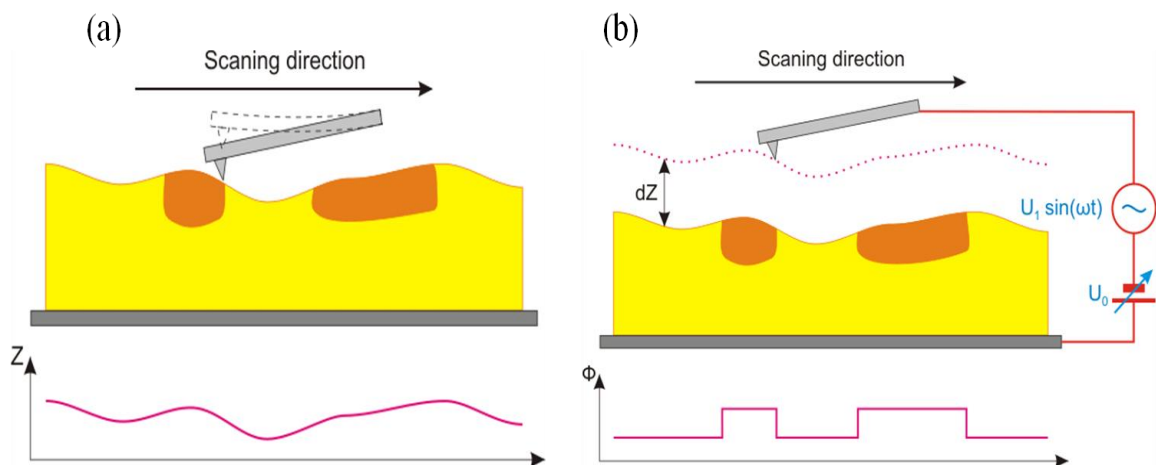 (a)
Scaning direction
Z
(b)
Scaning direction
dZ
U₁ sin(ωt)
U₀
Φ